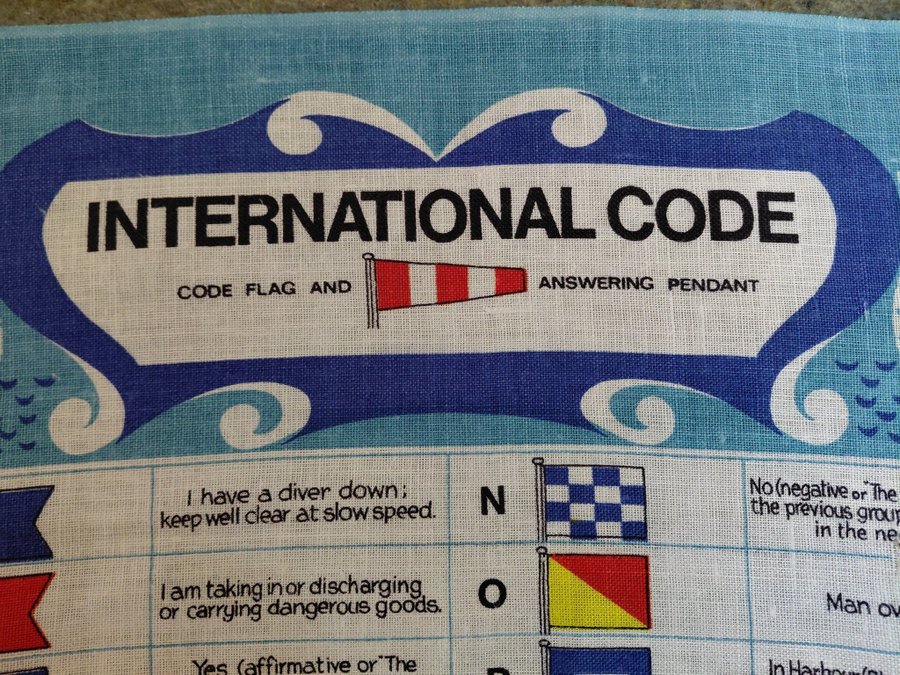 INTERNATIONAL CODE
CODE FLAG AND ANSWERING PENDANT
I have a diver down;
keep well clear at slow speed.
N
No (negative or "The
the previous
in the
I am taking in or discharging
or carrying dangerous goods.
O
Man
Yes (affirmative or "The
In Harbour